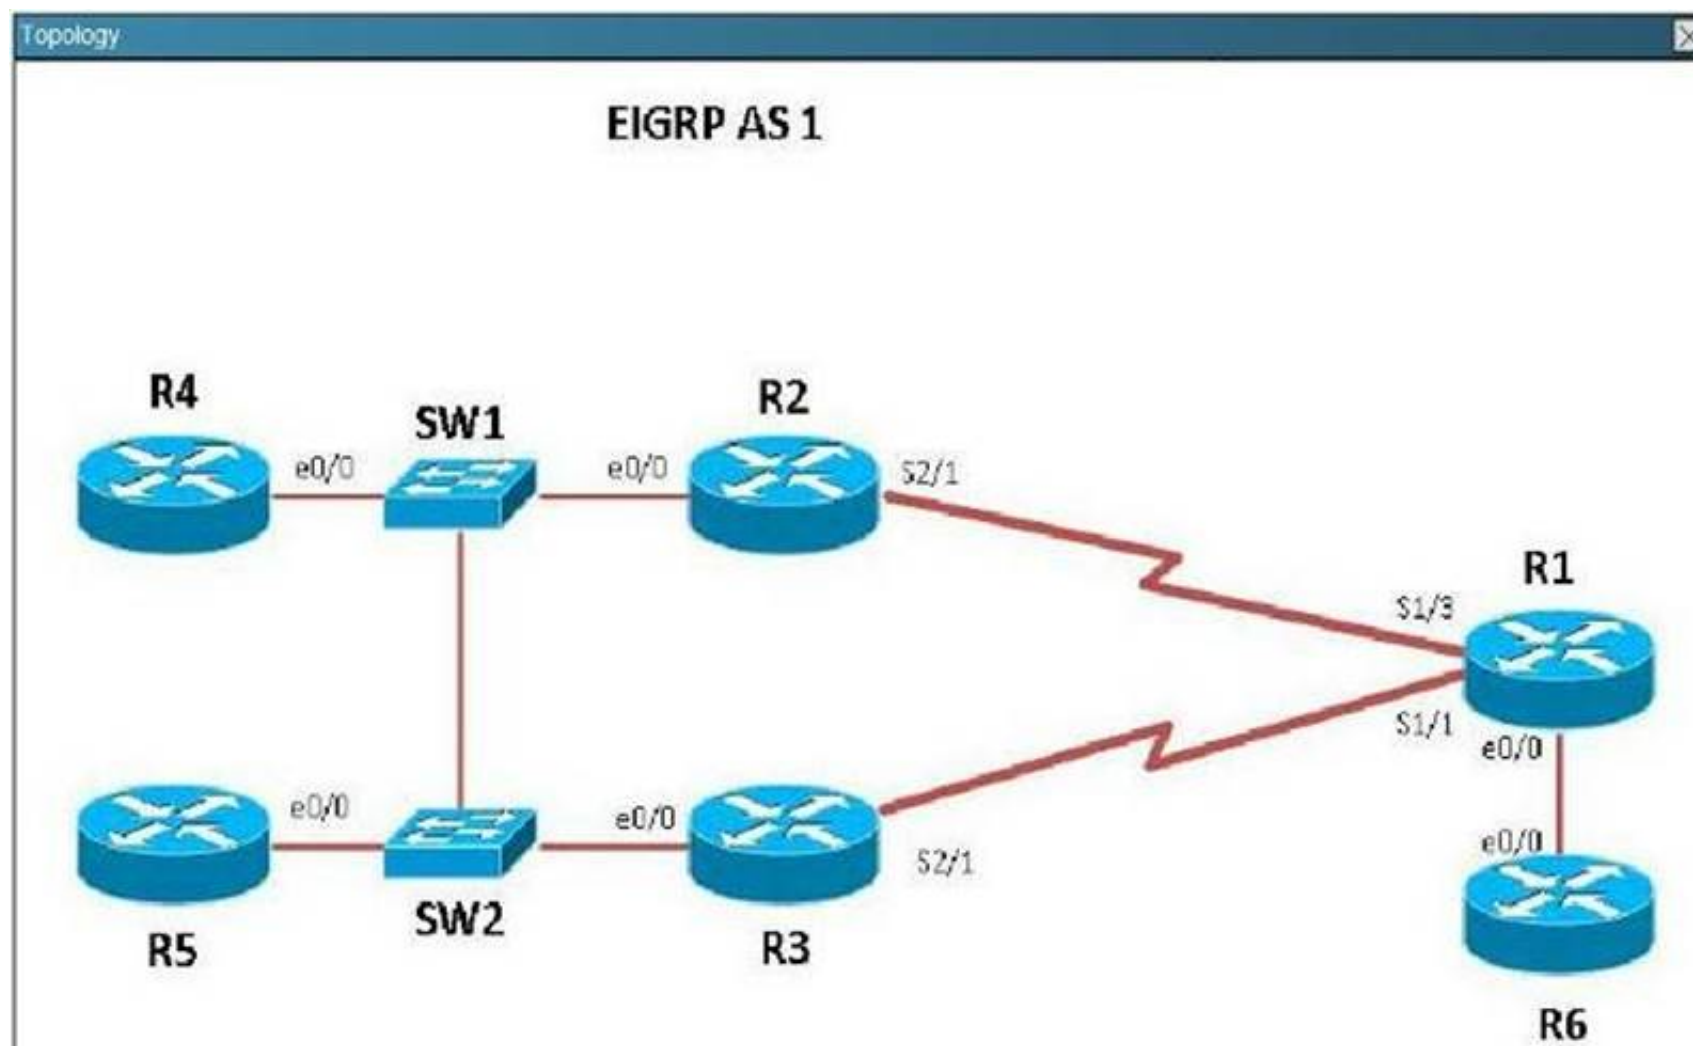 Topology
EIGRP AS 1
R4
SW1
R2
e0/0
e0/0
S2/1
R1
S1/3
S1/1
e0/0
e0/0
e0/0
e0/0
S2/1
R5
SW2
R3
R6